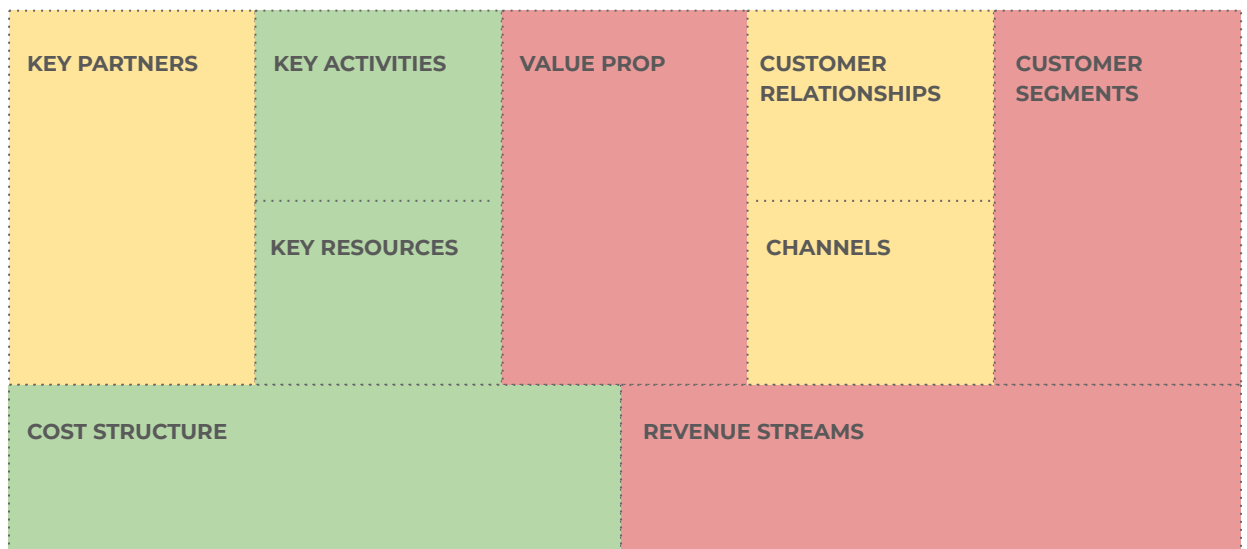 KEY PARTNERS
KEY ACTIVITIES
VALUE PROP
CUSTOMER
RELATIONSHIPS
CUSTOMER
SEGMENTS
KEY RESOURCES
CHANNELS
COST STRUCTURE
REVENUE STREAMS